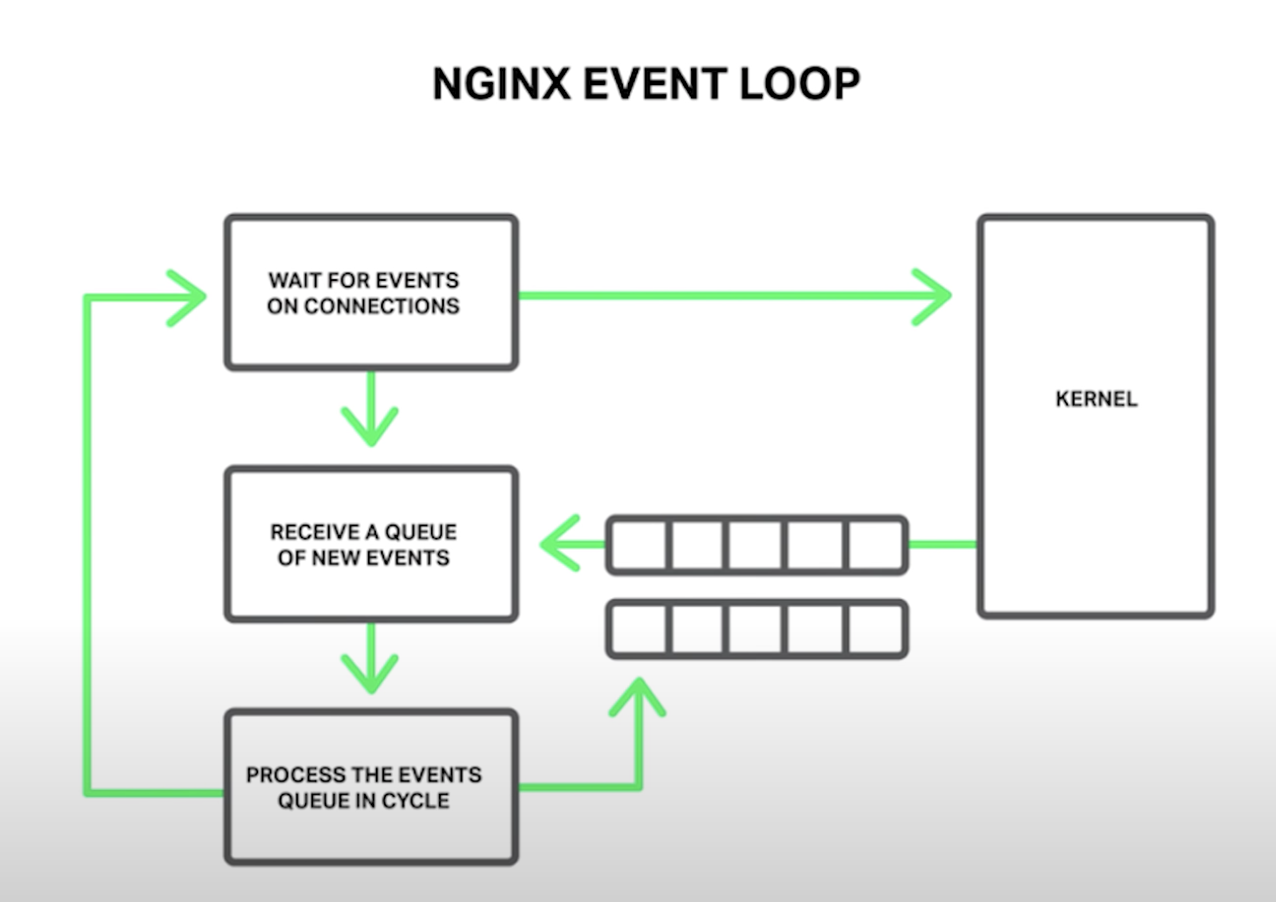 NGINX EVENT LOOP
WAIT FOR EVENTS
ON CONNECTIONS
KERNEL
RECEIVE A QUEUE
OF NEW EVENTS
PROCESS THE EVENTS
QUEUE IN CYCLE